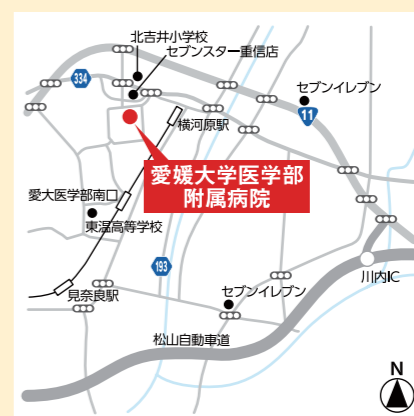 北吉井小学校
セブンスター重信店
334
セブンイレブン
11
横河原駅
愛媛大学医学部
附属病院
愛大医学部南口
東温高等学校
193
川内IC
見奈良駅
セブンイレブン
松山自動車道
N